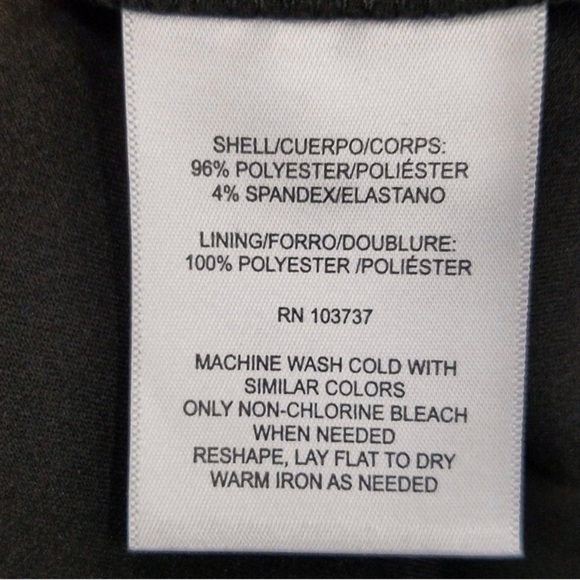 SHELL/CUERPO/CORPS:
96% POLYESTER/POLIÉSTER
4% SPANDEX/ELASTANO
LINING/FORRO/DOUBLURE:
100% POLYESTER /POLIÉSTER
RN 103737
MACHINE WASH COLD WITH
SIMILAR COLORS
ONLY NON-CHLORINE BLEACH
WHEN NEEDED
RESHAPE, LAY FLAT TO DRY
WARM IRON AS NEEDED